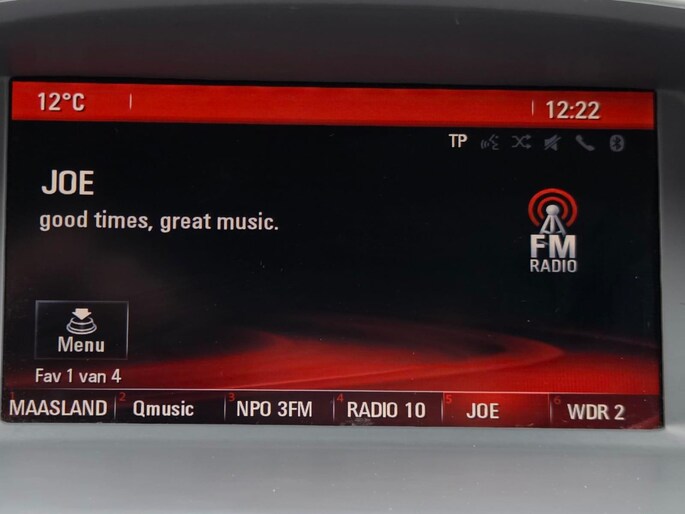 12°C 12:22
TP
JOE
good times, great music.
FM
RADIO
Menu
Fav 1 van 4
1 MAASLAND 2 Qmusic 3 NPO 3FM 4 RADIO 10 5 JOE 6 WDR 2